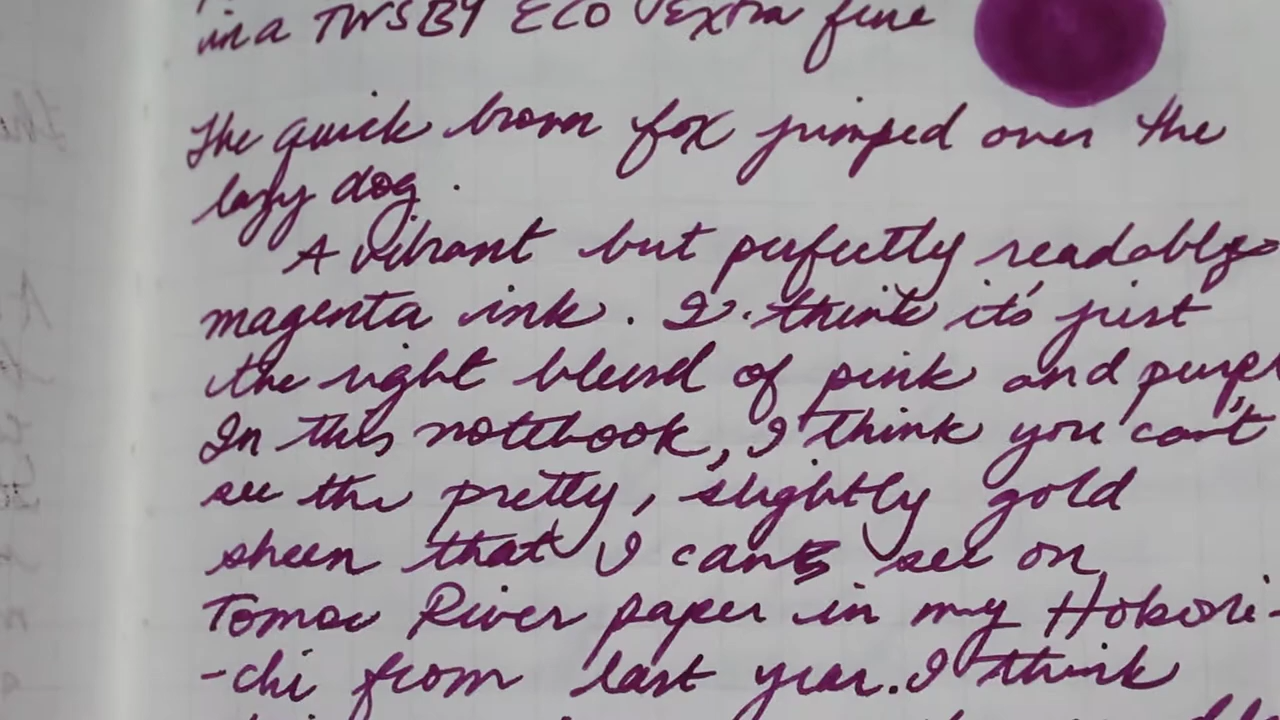 in a TWSBY ECO Extra fine
The quick brown fox jumped over the
lazy dog.
A vibrant but perfectly readable
magenta ink. I think it's just
the right blend of pink and purpl
In this notebook, I think you can't
see the pretty, slightly gold
sheen that I can see on
Tomoe River paper in my Hoboni-
-chi from last year. I think